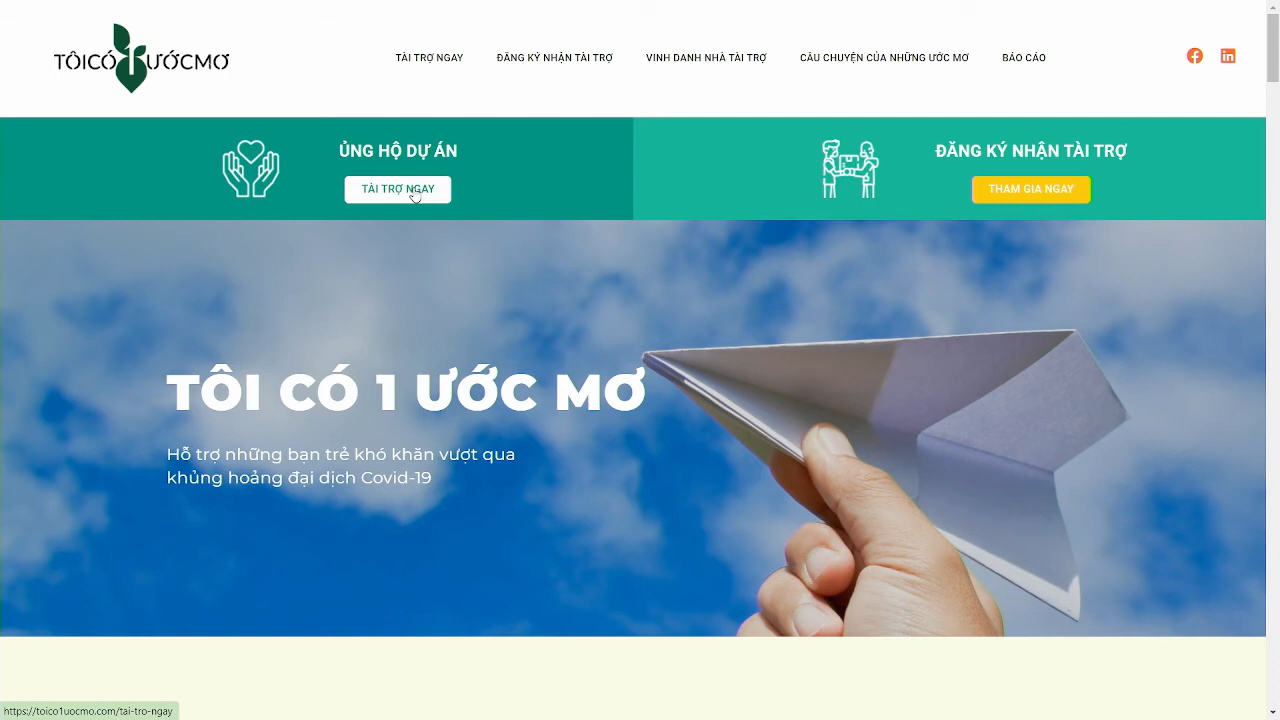 TÔICÓ1ƯỚCMƠ
TÀI TRỢ NGAY
ĐĂNG KÝ NHẬN TÀI TRỢ
VINH DANH NHÀ TÀI TRỢ
CÂU CHUYỆN CỦA NHỮNG ƯỚC MƠ
BÁO CÁO
ỦNG HỘ DỰ ÁN
TÀI TRỢ NGAY
ĐĂNG KÝ NHẬN TÀI TRỢ
THAM GIA NGAY
TÔI CÓ 1 ƯỚC MƠ
Hỗ trợ những bạn trẻ khó khăn vượt qua
khủng hoảng đại dịch Covid-19
https://toico1uocmo.com/tai-tro-ngay